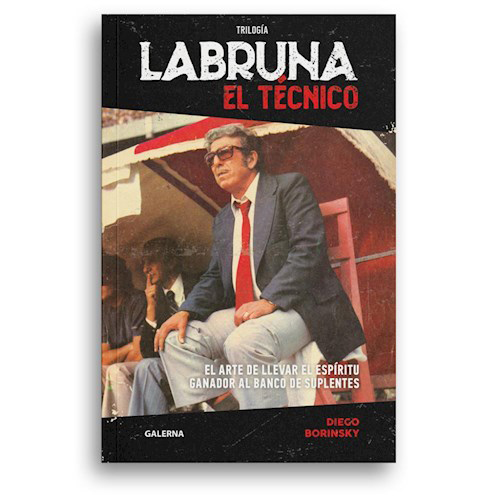 TRILOGÍA
LABRUNA
EL TÉCNICO
EL ARTE DE LLEVAR EL ESPÍRITU
GANADOR AL BANCO DE SUPLENTES
DIEGO
BORINSKY
GALERNA